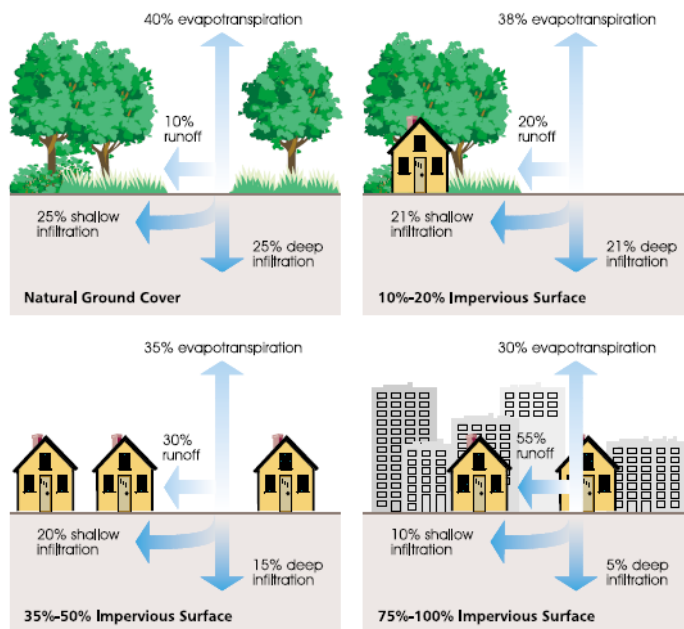 40% evapotranspiration
10%
runoff
25% shallow
infiltration
25% deep
infiltration
Natural Ground Cover
38% evapotranspiration
20%
runoff
21% shallow
infiltration
21% deep
infiltration
10%-20% Impervious Surface
35% evapotranspiration
30%
runoff
20% shallow
infiltration
15% deep
infiltration
35%-50% Impervious Surface
30% evapotranspiration
55%
runoff
10% shallow
infiltration
5% deep
infiltration
75%-100% Impervious Surface